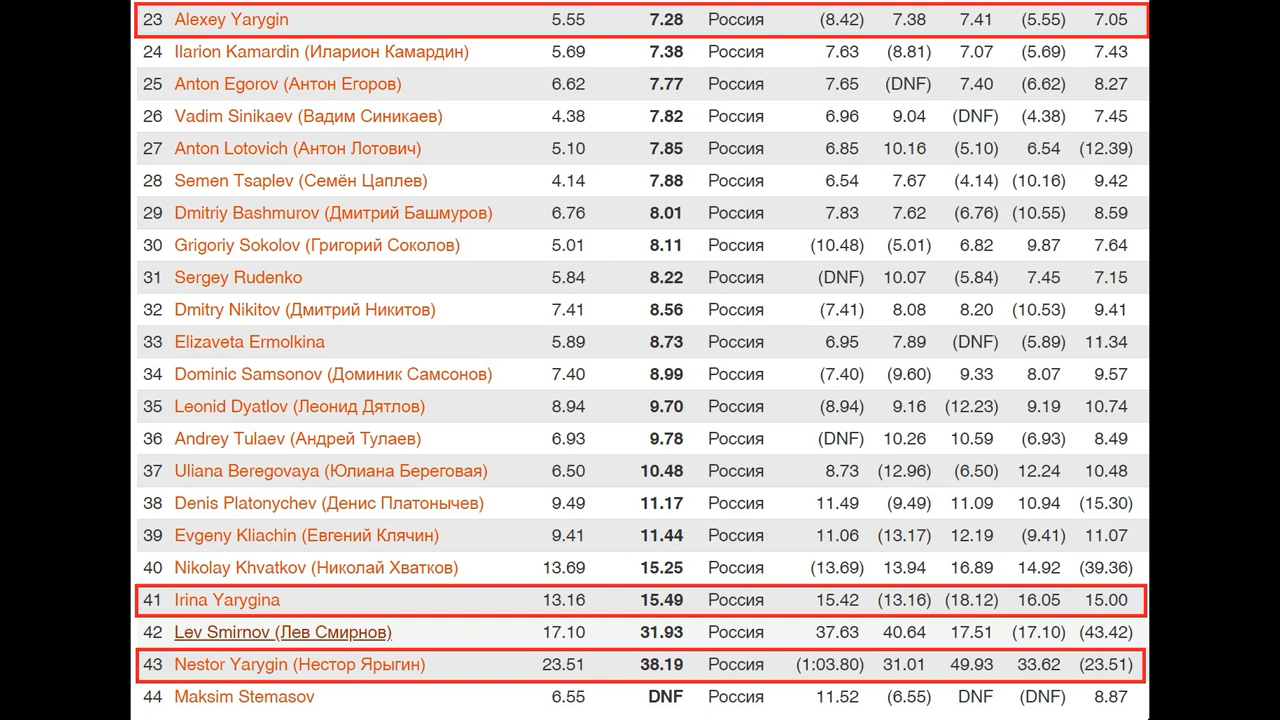 23 Alexey Yarygin 5.55 7.28 Россия (8.42) 7.38 7.41 (5.55) 7.05
24 Ilarion Kamardin (Иларион Камардин) 5.69 7.38 Россия 7.63 (8.81) 7.07 (5.69) 7.43
25 Anton Egorov (Антон Егоров) 6.62 7.77 Россия 7.65 (DNF) 7.40 (6.62) 8.27
26 Vadim Sinikaev (Вадим Синикаев) 4.38 7.82 Россия 6.96 9.04 (DNF) (4.38) 7.45
27 Anton Lotovich (Антон Лотович) 5.10 7.85 Россия 6.85 10.16 (5.10) 6.54 (12.39)
28 Semen Tsaplev (Семён Цаплев) 4.14 7.88 Россия 6.54 7.67 (4.14) (10.16) 9.42
29 Dmitriy Bashmurov (Дмитрий Башмуров) 6.76 8.01 Россия 7.83 7.62 (6.76) (10.55) 8.59
30 Grigoriy Sokolov (Григорий Соколов) 5.01 8.11 Россия (10.48) (5.01) 6.82 9.87 7.64
31 Sergey Rudenko 5.84 8.22 Россия (DNF) 10.07 (5.84) 7.45 7.15
32 Dmitry Nikitov (Дмитрий Никитов) 7.41 8.56 Россия (7.41) 8.08 8.20 (10.53) 9.41
33 Elizaveta Ermolkina 5.89 8.73 Россия 6.95 7.89 (DNF) (5.89) 11.34
34 Dominic Samsonov (Доминик Самсонов) 7.40 8.99 Россия (7.40) (9.60) 9.33 8.07 9.57
35 Leonid Dyatlov (Леонид Дятлов) 8.94 9.70 Россия (8.94) 9.16 (12.23) 9.19 10.74
36 Andrey Tulaev (Андрей Тулаев) 6.93 9.78 Россия (DNF) 10.26 10.59 (6.93) 8.49
37 Uliana Beregovaya (Юлиана Береговая) 6.50 10.48 Россия 8.73 (12.96) (6.50) 12.24 10.48
38 Denis Platonychev (Денис Платонычев) 9.49 11.17 Россия 11.49 (9.49) 11.09 10.94 (15.30)
39 Evgeny Kliachin (Евгений Клячин) 9.41 11.44 Россия 11.06 (13.17) 12.19 (9.41) 11.07
40 Nikolay Khvatkov (Николай Хватков) 13.69 15.25 Россия (13.69) 13.94 16.89 14.92 (39.36)
41 Irina Yarygina 13.16 15.49 Россия 15.42 (13.16) (18.12) 16.05 15.00
42 Lev Smirnov (Лев Смирнов) 17.10 31.93 Россия 37.63 40.64 17.51 (17.10) (43.42)
43 Nestor Yarygin (Нестор Ярыгин) 23.51 38.19 Россия (1:03.80) 31.01 49.93 33.62 (23.51)
44 Maksim Stemasov 6.55 DNF Россия 11.52 (6.55) DNF (DNF) 8.87